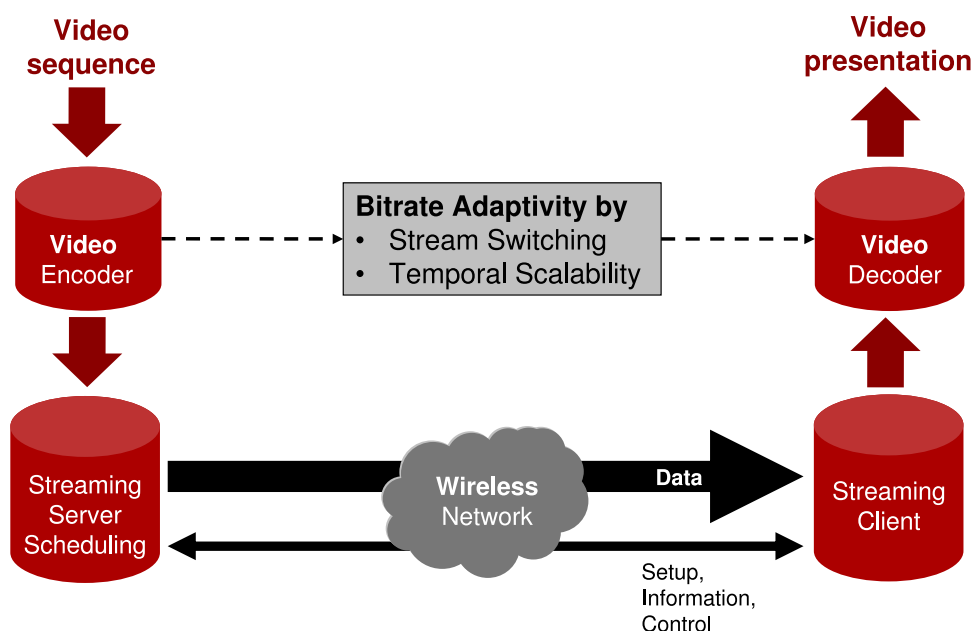 Video
sequence
Video
presentation
Video
Encoder
Bitrate Adaptivity by
• Stream Switching
• Temporal Scalability
Video
Decoder
Streaming
Server
Scheduling
Wireless
Network
Data
Streaming
Client
Setup,
Information,
Control